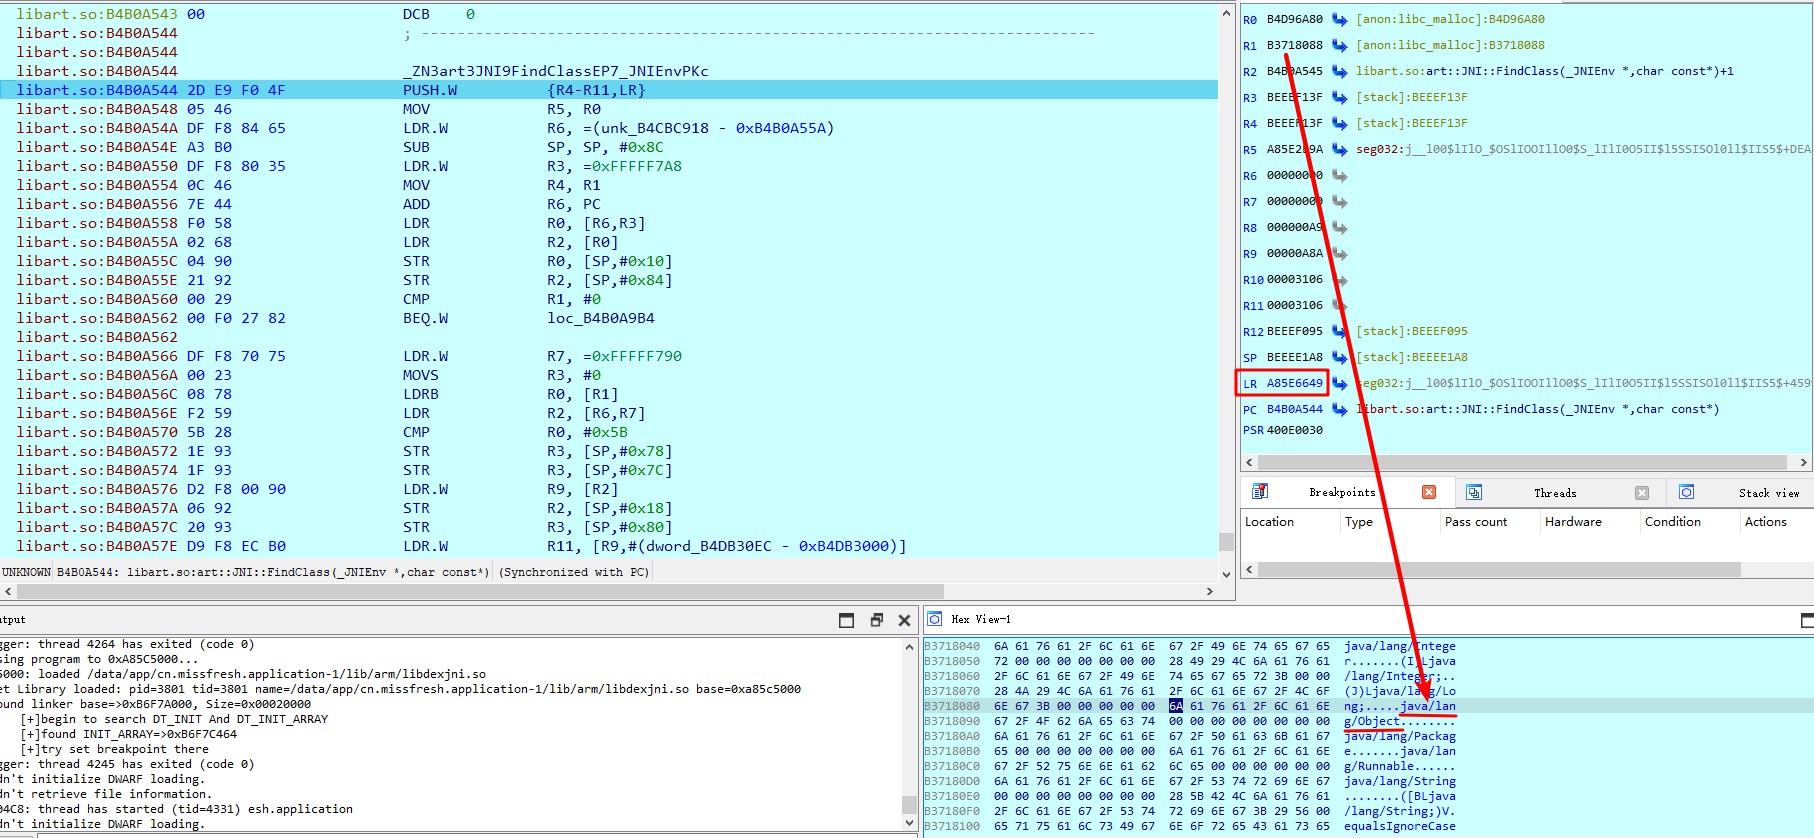 libart.so:B4B0A543 00 DCB 0
libart.so:B4B0A544 ; ---------------------------------------------------------------------------
libart.so:B4B0A544
libart.so:B4B0A544 _ZN3art3JNI9FindClassEP7_JNIEnvPKc
libart.so:B4B0A544 2D E9 F0 4F PUSH.W {R4-R11,LR}
libart.so:B4B0A548 05 46 MOV R5, R0
libart.so:B4B0A54A DF F8 84 65 LDR.W R6, =(unk_B4CBC918 - 0xB4B0A55A)
libart.so:B4B0A54E A3 B0 SUB SP, SP, #0x8C
libart.so:B4B0A550 DF F8 80 35 LDR.W R3, =0xFFFFF7A8
libart.so:B4B0A554 0C 46 MOV R4, R1
libart.so:B4B0A556 7E 44 ADD R6, PC
libart.so:B4B0A558 F0 58 LDR R0, [R6,R3]
libart.so:B4B0A55A 02 68 LDR R2, [R0]
libart.so:B4B0A55C 04 90 STR R0, [SP,#0x10]
libart.so:B4B0A55E 21 92 STR R2, [SP,#0x84]
libart.so:B4B0A560 00 29 CMP R1, #0
libart.so:B4B0A562 00 F0 27 82 BEQ.W loc_B4B0A9B4
libart.so:B4B0A562
libart.so:B4B0A566 DF F8 70 75 LDR.W R7, =0xFFFFF790
libart.so:B4B0A56A 00 23 MOVS R3, #0
libart.so:B4B0A56C 08 78 LDRB R0, [R1]
libart.so:B4B0A56E F2 59 LDR R2, [R6,R7]
libart.so:B4B0A570 5B 28 CMP R0, #0x5B
libart.so:B4B0A572 1E 93 STR R3, [SP,#0x78]
libart.so:B4B0A574 1F 93 STR R3, [SP,#0x7C]
libart.so:B4B0A576 D2 F8 00 90 LDR.W R9, [R2]
libart.so:B4B0A57A 06 92 STR R2, [SP,#0x18]
libart.so:B4B0A57C 20 93 STR R3, [SP,#0x80]
libart.so:B4B0A57E D9 F8 EC B0 LDR.W R11, [R9,#(dword_B4DB30EC - 0xB4DB3000)]
UNKNOWN B4B0A544: libart.so:art::JNI::FindClass(_JNIEnv *,char const*) (Synchronized with PC)
R0 B4D96A80 [anon:libc_malloc]:B4D96A80
R1 B3718088 [anon:libc_malloc]:B3718088
R2 B4B0A545 libart.so:art::JNI::FindClass(_JNIEnv *,char const*)+1
R3 BEEEF13F [stack]:BEEEF13F
R4 BEEEF13F [stack]:BEEEF13F
R5 A85E2D9A
R6 00000000
R7 00000000
R8 000000A9
R9 00000A8A
R10 00003106
R11 00003106
R12 BEEEF095 [stack]:BEEEF095
SP BEEEE1A8 [stack]:BEEEE1A8
LR A85E6649
PC B4B0A544 libart.so:art::JNI::FindClass(_JNIEnv *,char const*)
PSR 400E0030
Breakpoints Threads Stack view
Location Type Pass count Hardware Condition Actions
utput
gger: thread 4264 has exited (code 0)
sing program to 0xA85C5000...
5000: loaded /data/app/cn.missfresh.application-1/lib/arm/libdexjni.so
et Library loaded: pid=3801 tid=3801 name=/data/app/cn.missfresh.application-1/lib/arm/libdexjni.so base=0xa85c5000
ound linker base=>0xB6F7A000, Size=0x00020000
[+]begin to search DT_INIT And DT_INIT_ARRAY
[+]found INIT_ARRAY=>0xB6F7C464
[+]try set breakpoint there
gger: thread 4245 has exited (code 0)
dn't initialize DWARF loading.
dn't retrieve file information.
04C8: thread has started (tid=4331) esh.application
dn't initialize DWARF loading.
Hex View-1
B3718040 6A 61 76 61 2F 6C 61 6E 67 2F 49 6E 74 65 67 65 java/lang/Intege
B3718050 72 00 00 00 00 00 00 00 28 49 29 4C 6A 61 76 61 r.......(I)Ljava
B3718060 2F 6C 61 6E 67 2F 49 6E 74 65 67 65 72 3B 00 00 /lang/Integer;..
B3718070 28 4A 29 4C 6A 61 76 61 2F 6C 61 6E 67 2F 4C 6F (J)Ljava/lang/Lo
B3718080 6E 67 3B 00 00 00 00 00 6A 61 76 61 2F 6C 61 6E ng;.....java/lan
B3718090 67 2F 4F 62 6A 65 63 74 00 00 00 00 00 00 00 00 g/Object........
B37180A0 6A 61 76 61 2F 6C 61 6E 67 2F 50 61 63 6B 61 67 java/lang/Packag
B37180B0 65 00 00 00 00 00 00 00 6A 61 76 61 2F 6C 61 6E e.......java/lan
B37180C0 67 2F 52 75 6E 6E 61 62 6C 65 00 00 00 00 00 00 g/Runnable......
B37180D0 6A 61 76 61 2F 6C 61 6E 67 2F 53 74 72 69 6E 67 java/lang/String
B37180E0 00 00 00 00 00 00 00 00 28 5B 42 4C 6A 61 76 61 ........([BLjava
B37180F0 2F 6C 61 6E 67 2F 53 74 72 69 6E 67 3B 29 56 00 /lang/String;)V.
B3718100 65 71 75 61 6C 73 49 67 6E 6F 72 65 43 61 73 65 equalsIgnoreCase